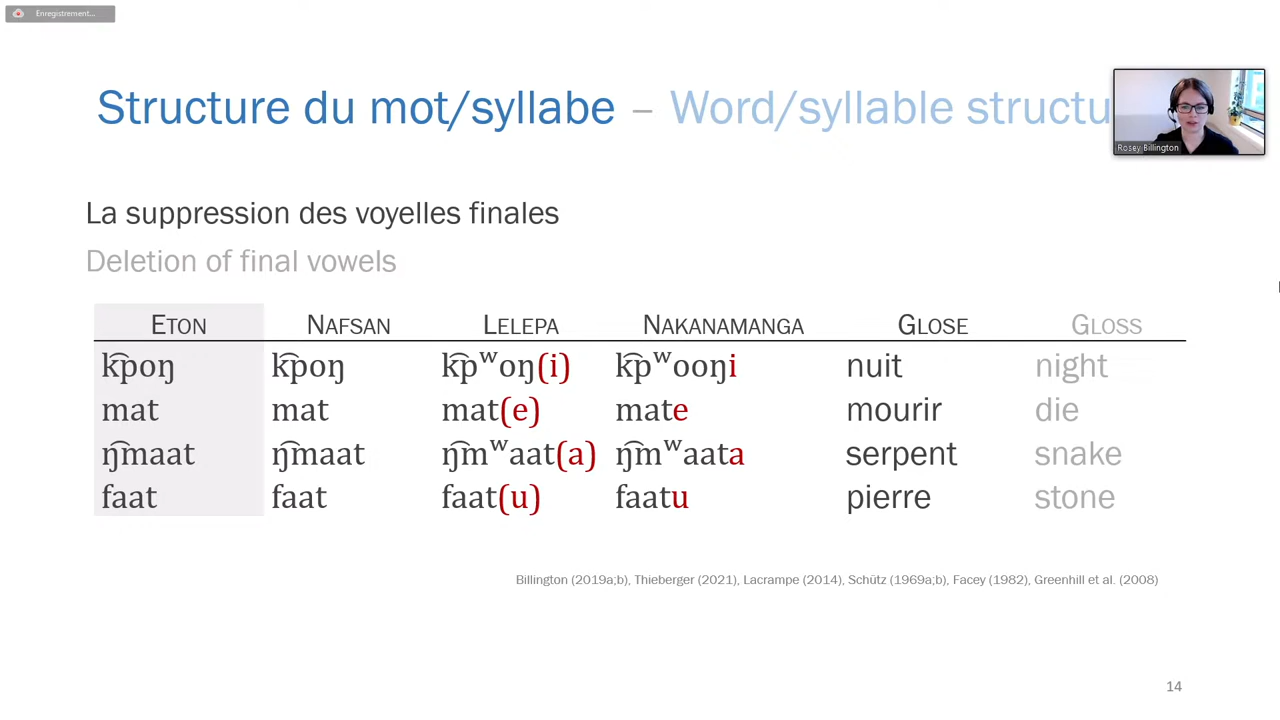 Enregistrement...
Structure du mot/syllabe – Word/syllable structu
Rosey Billington
La suppression des voyelles finales
Deletion of final vowels
ETON NAFSAN LELEPA NAKANAMANGA GLOSE GLOSS
k͡poŋ k͡poŋ k͡pʷoŋ(i) k͡pʷooŋi nuit night
mat mat mat(e) mate mourir die
ŋ͡maat ŋ͡maat ŋ͡mʷaat(a) ŋ͡mʷaata serpent snake
faat faat faat(u) faatu pierre stone
Billington (2019a;b), Thieberger (2021), Lacrampe (2014), Schütz (1969a;b), Facey (1982), Greenhill et al. (2008)
14